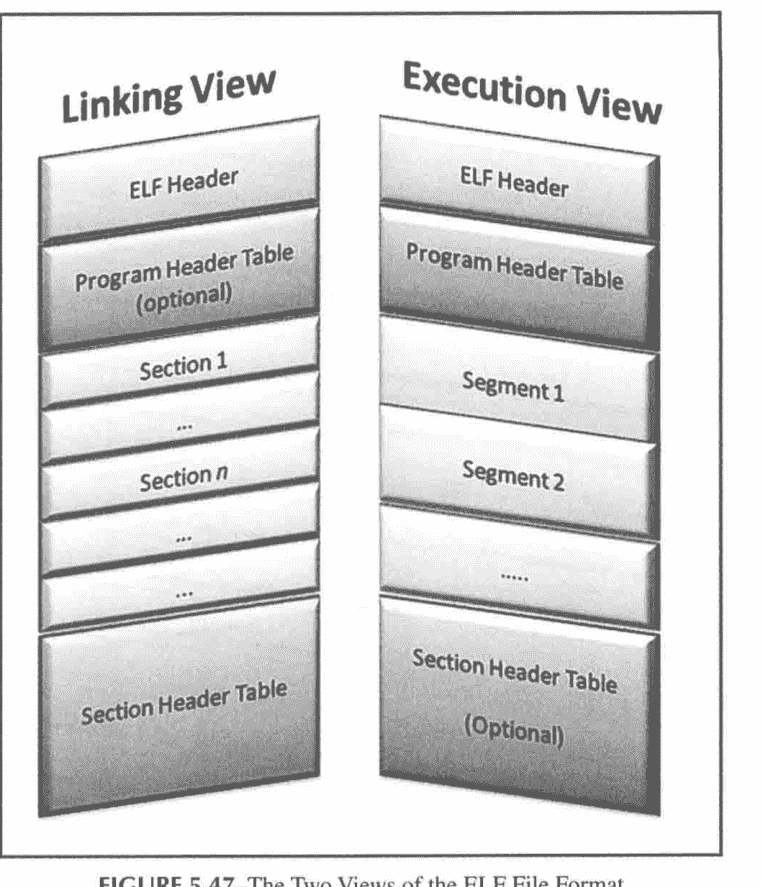 Linking View
ELF Header
Program Header Table
(optional)
Section 1
...
Section n
...
...
Section Header Table
Execution View
ELF Header
Program Header Table
Segment 1
Segment 2
.....
Section Header Table
(Optional)
FIGURE 5.47–The Two Views of the ELF File Format